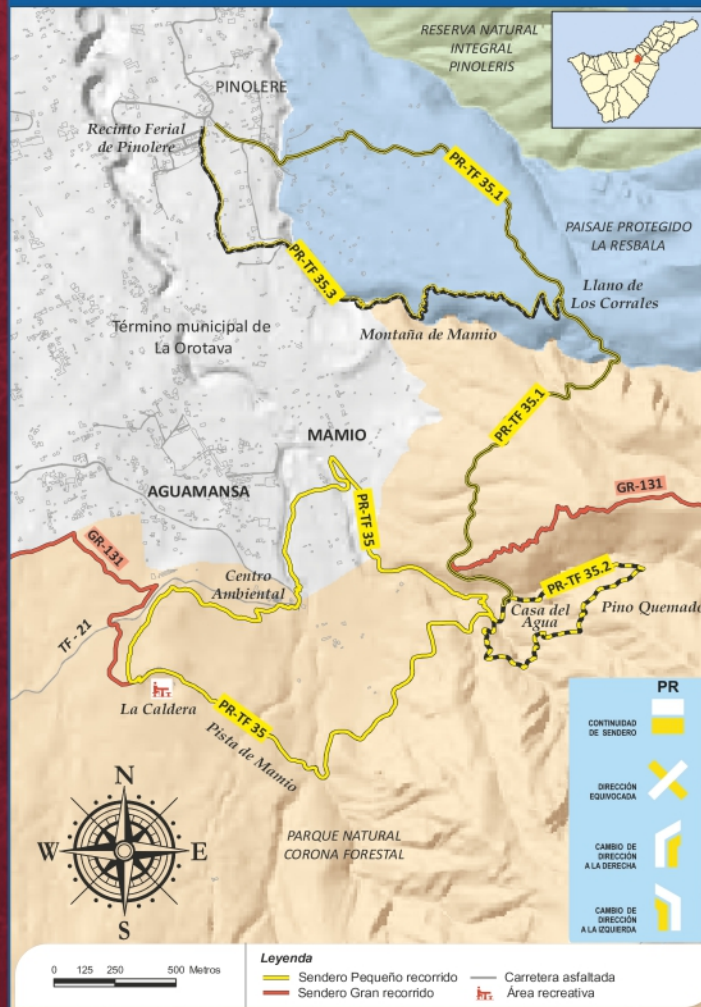 RESERVA NATURAL
INTEGRAL
PINOLERIS
PINOLERE
Recinto Ferial
de Pinolere
PR-TF 35.1
PAISAJE PROTEGIDO
LA RESBALA
PR-TF 35.3
Llano de
Los Corrales
Término municipal de
La Orotava
Montaña de Mamio
PR-TF 35.1
MAMIO
AGUAMANSA
GR-131
PR-TF 35
GR-131
Centro
Ambiental
PR-TF 35.2
Casa del
Agua
Pino Quemado
TF - 21
La Caldera
PR-TF 35
Pista de Mamio
PARQUE NATURAL
CORONA FORESTAL
N
W
E
S
PR
CONTINUIDAD
DE SENDERO
DIRECCIÓN
EQUIVOCADA
CAMBIO DE
DIRECCIÓN
A LA DERECHA
CAMBIO DE
DIRECCIÓN
A LA IZQUIERDA
0 125 250 500 Metros
Leyenda
Sendero Pequeño recorrido
Sendero Gran recorrido
Carretera asfaltada
Área recreativa